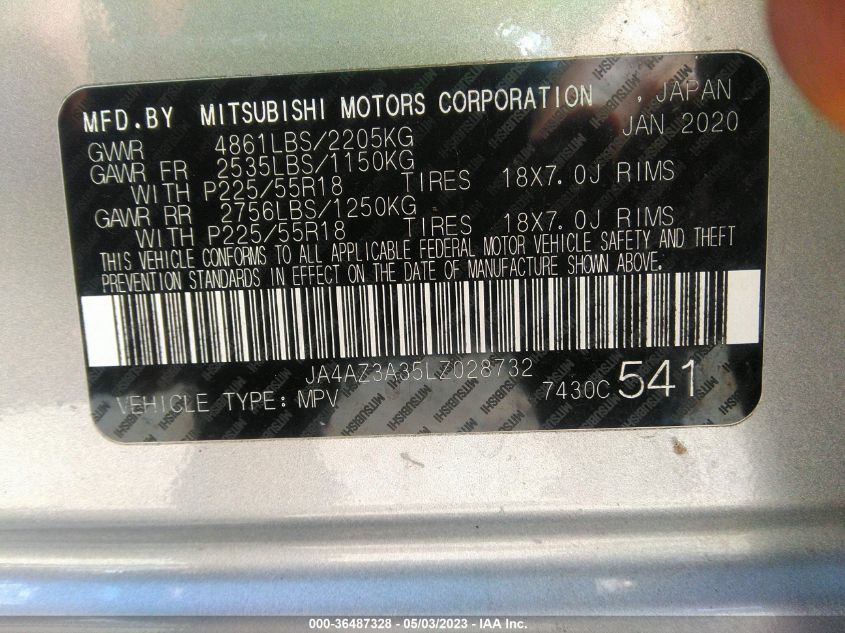 MFD.BY MITSUBISHI MOTORS CORPORATION , JAPAN
GVWR 4861LBS/2205KG JAN 2020
GAWR FR 2535LBS/1150KG
WITH P225/55R18 TIRES 18X7.0J RIMS
GAWR RR 2756LBS/1250KG
WITH P225/55R18 TIRES 18X7.0J RIMS
THIS VEHICLE CONFORMS TO ALL APPLICABLE FEDERAL MOTOR VEHICLE SAFETY AND THEFT
PREVENTION STANDARDS IN EFFECT ON THE DATE OF MANUFACTURE SHOWN ABOVE.
JA4AZ3A35LZ028732
VEHICLE TYPE: MPV 7430C 541
000-36487328 - 05/03/2023 - IAA Inc.